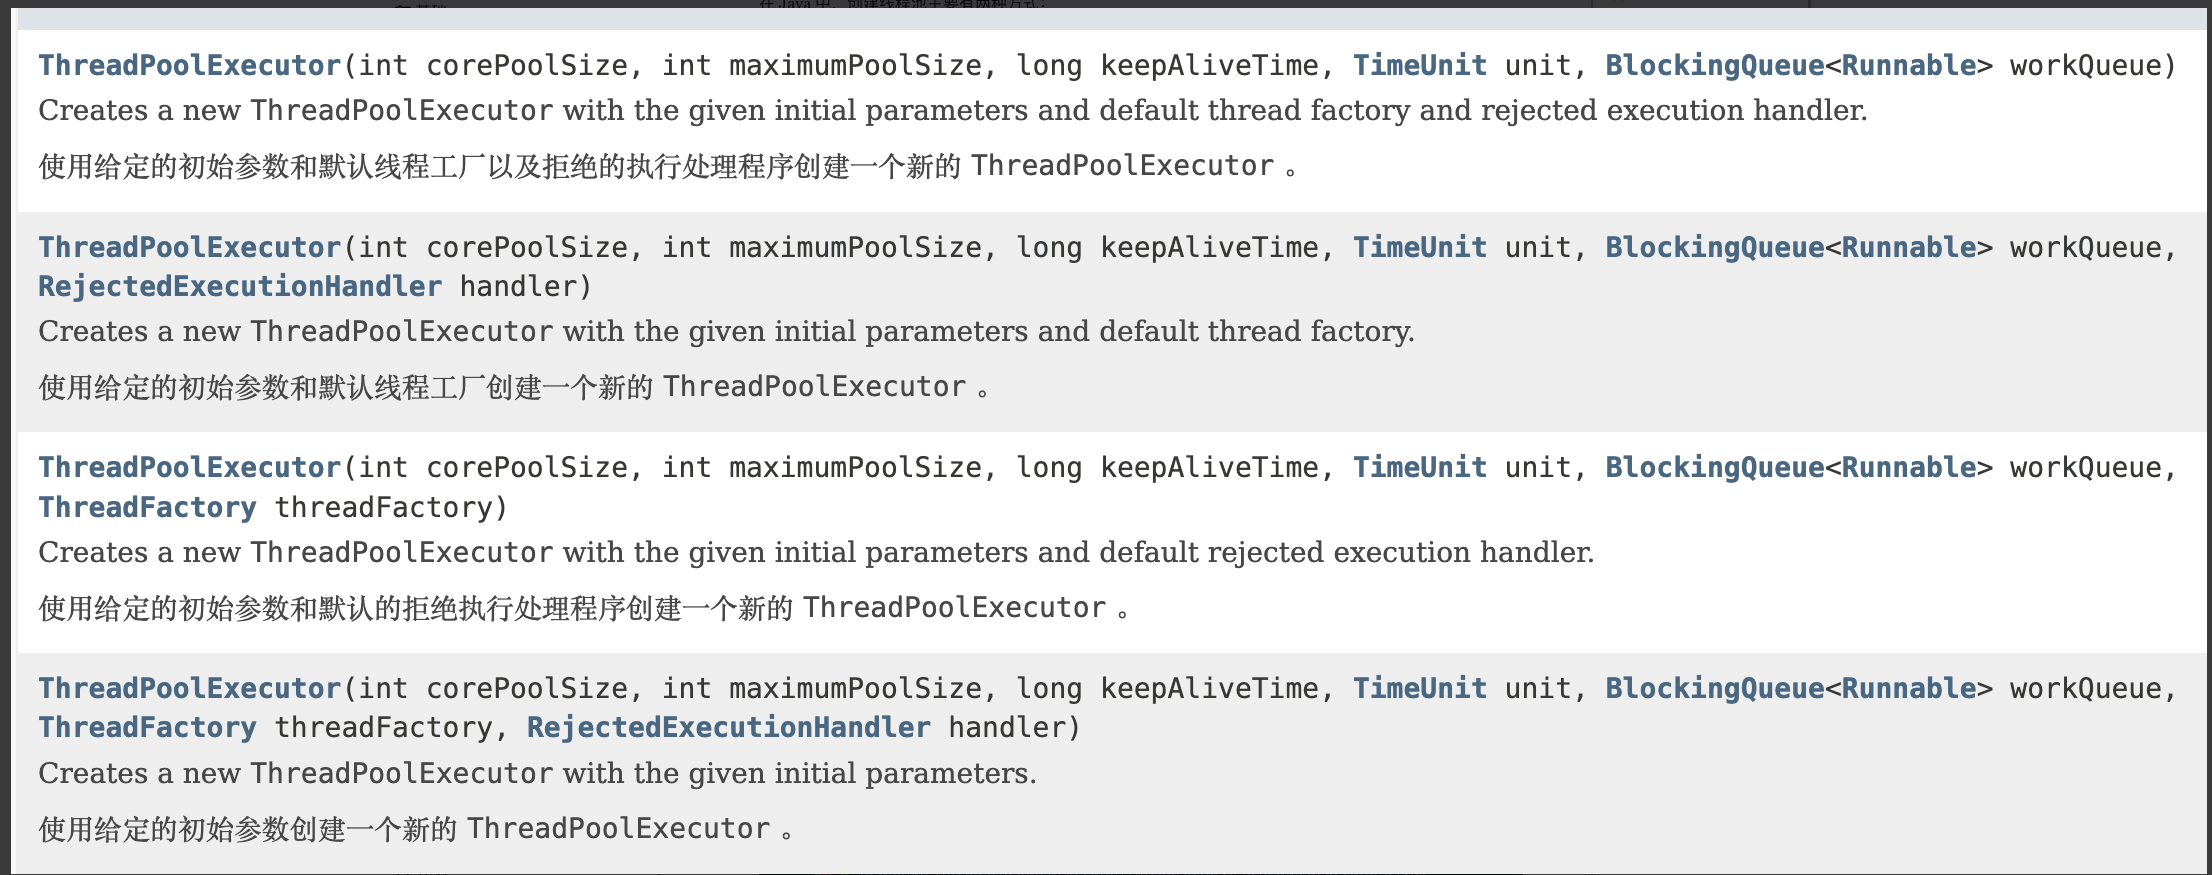 ThreadPoolExecutor(int corePoolSize, int maximumPoolSize, long keepAliveTime, TimeUnit unit, BlockingQueue<Runnable> workQueue)
Creates a new ThreadPoolExecutor with the given initial parameters and default thread factory and rejected execution handler.
使用给定的初始参数和默认线程工厂以及拒绝的执行处理程序创建一个新的 ThreadPoolExecutor 。
ThreadPoolExecutor(int corePoolSize, int maximumPoolSize, long keepAliveTime, TimeUnit unit, BlockingQueue<Runnable> workQueue,
RejectedExecutionHandler handler)
Creates a new ThreadPoolExecutor with the given initial parameters and default thread factory.
使用给定的初始参数和默认线程工厂创建一个新的 ThreadPoolExecutor 。
ThreadPoolExecutor(int corePoolSize, int maximumPoolSize, long keepAliveTime, TimeUnit unit, BlockingQueue<Runnable> workQueue,
ThreadFactory threadFactory)
Creates a new ThreadPoolExecutor with the given initial parameters and default rejected execution handler.
使用给定的初始参数和默认的拒绝执行处理程序创建一个新的 ThreadPoolExecutor 。
ThreadPoolExecutor(int corePoolSize, int maximumPoolSize, long keepAliveTime, TimeUnit unit, BlockingQueue<Runnable> workQueue,
ThreadFactory threadFactory, RejectedExecutionHandler handler)
Creates a new ThreadPoolExecutor with the given initial parameters.
使用给定的初始参数创建一个新的 ThreadPoolExecutor 。